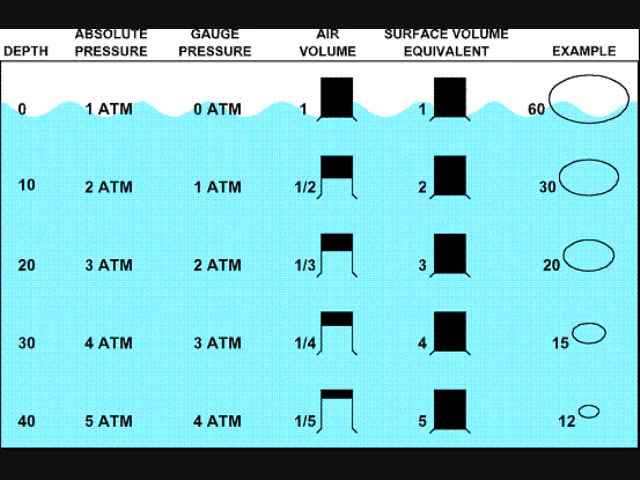 DEPTH ABSOLUTE PRESSURE GAUGE PRESSURE AIR VOLUME SURFACE VOLUME EQUIVALENT EXAMPLE
0 1 ATM 0 ATM 1 1 60
10 2 ATM 1 ATM 1/2 2 30
20 3 ATM 2 ATM 1/3 3 20
30 4 ATM 3 ATM 1/4 4 15
40 5 ATM 4 ATM 1/5 5 12